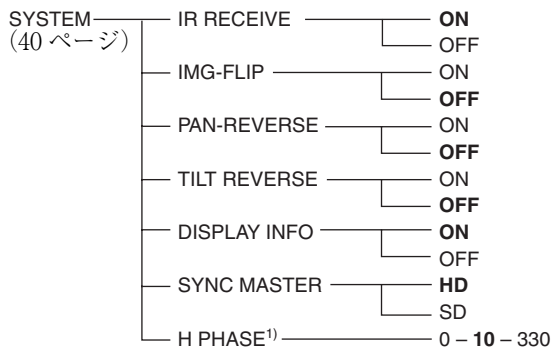 SYSTEM IR RECEIVE ON
(40 ページ) OFF
IMG-FLIP ON
OFF
PAN-REVERSE ON
OFF
TILT REVERSE ON
OFF
DISPLAY INFO ON
OFF
SYNC MASTER HD
SD
H PHASE1) 0 – 10 – 330